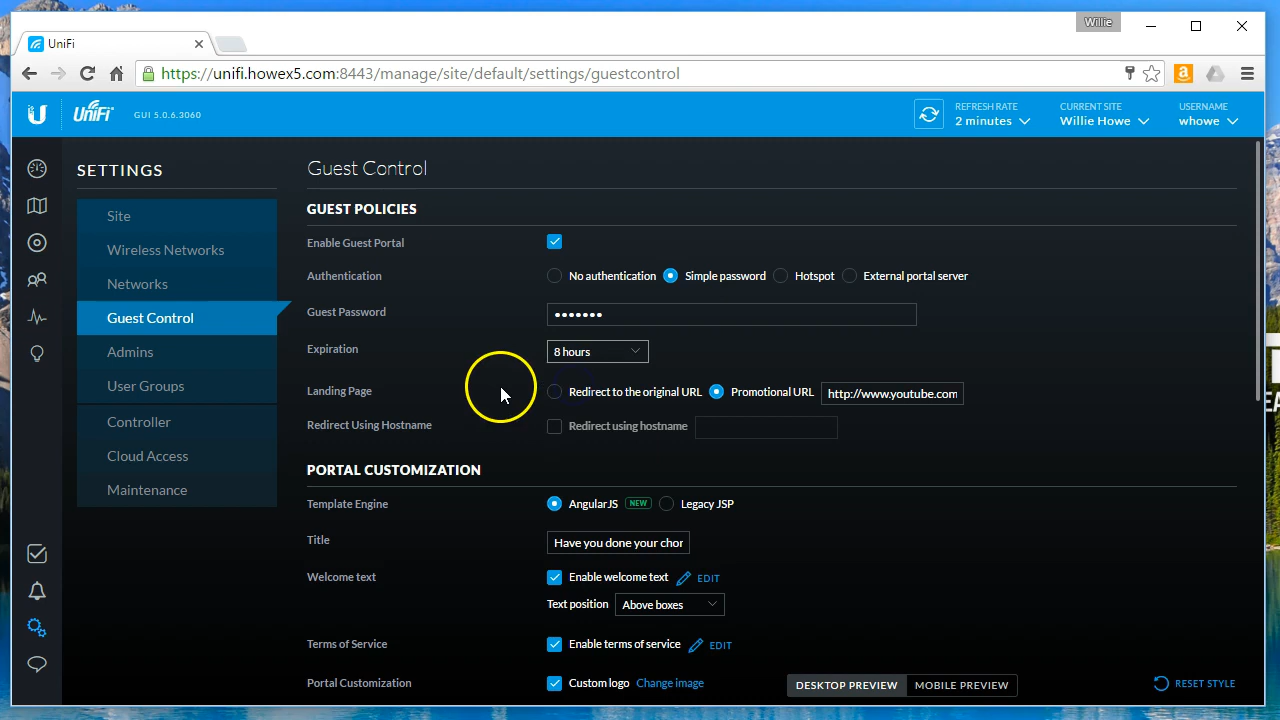 Willie
UniFi
https://unifi.howex5.com:8443/manage/site/default/settings/guestcontrol
UniFi GUI 5.0.6.3060
REFRESH RATE
2 minutes
CURRENT SITE
Willie Howe
USERNAME
whowe
SETTINGS
Site
Wireless Networks
Networks
Guest Control
Admins
User Groups
Controller
Cloud Access
Maintenance
Guest Control
GUEST POLICIES
Enable Guest Portal
Authentication No authentication Simple password Hotspot External portal server
Guest Password •••••••
Expiration 8 hours
Landing Page Redirect to the original URL Promotional URL http://www.youtube.com
Redirect Using Hostname Redirect using hostname
PORTAL CUSTOMIZATION
Template Engine AngularJS NEW Legacy JSP
Title Have you done your chor
Welcome text Enable welcome text EDIT
Text position Above boxes
Terms of Service Enable terms of service EDIT
Portal Customization Custom logo Change image DESKTOP PREVIEW MOBILE PREVIEW RESET STYLE